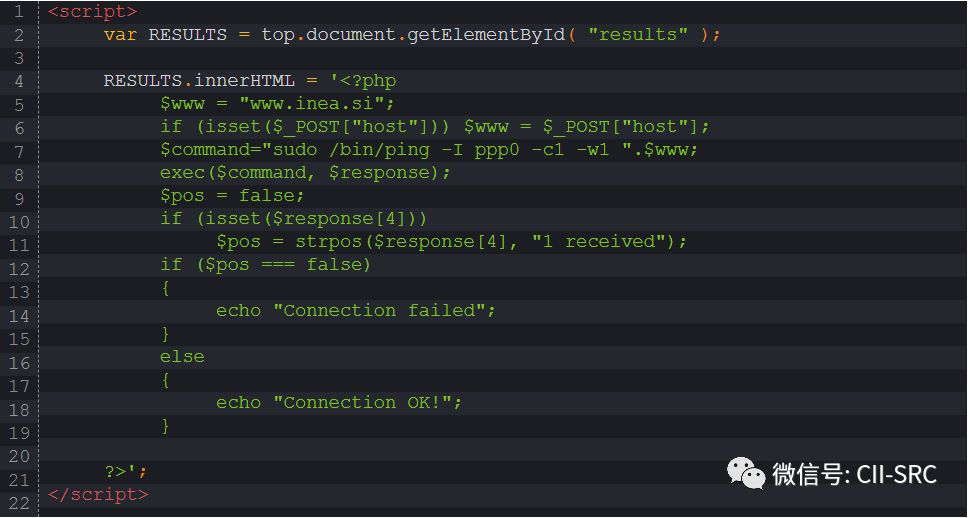 1 <script>
2 var RESULTS = top.document.getElementById( "results" );
3
4 RESULTS.innerHTML = '<?php
5 $www = "www.inea.si";
6 if (isset($_POST["host"])) $www = $_POST["host"];
7 $command="sudo /bin/ping -I ppp0 -c1 -w1 ".$www;
8 exec($command, $response);
9 $pos = false;
10 if (isset($response[4]))
11 $pos = strpos($response[4], "1 received");
12 if ($pos === false)
13 {
14 echo "Connection failed";
15 }
16 else
17 {
18 echo "Connection OK!";
19 }
20
21 ?>';
22 </script>
微信号: CII-SRC